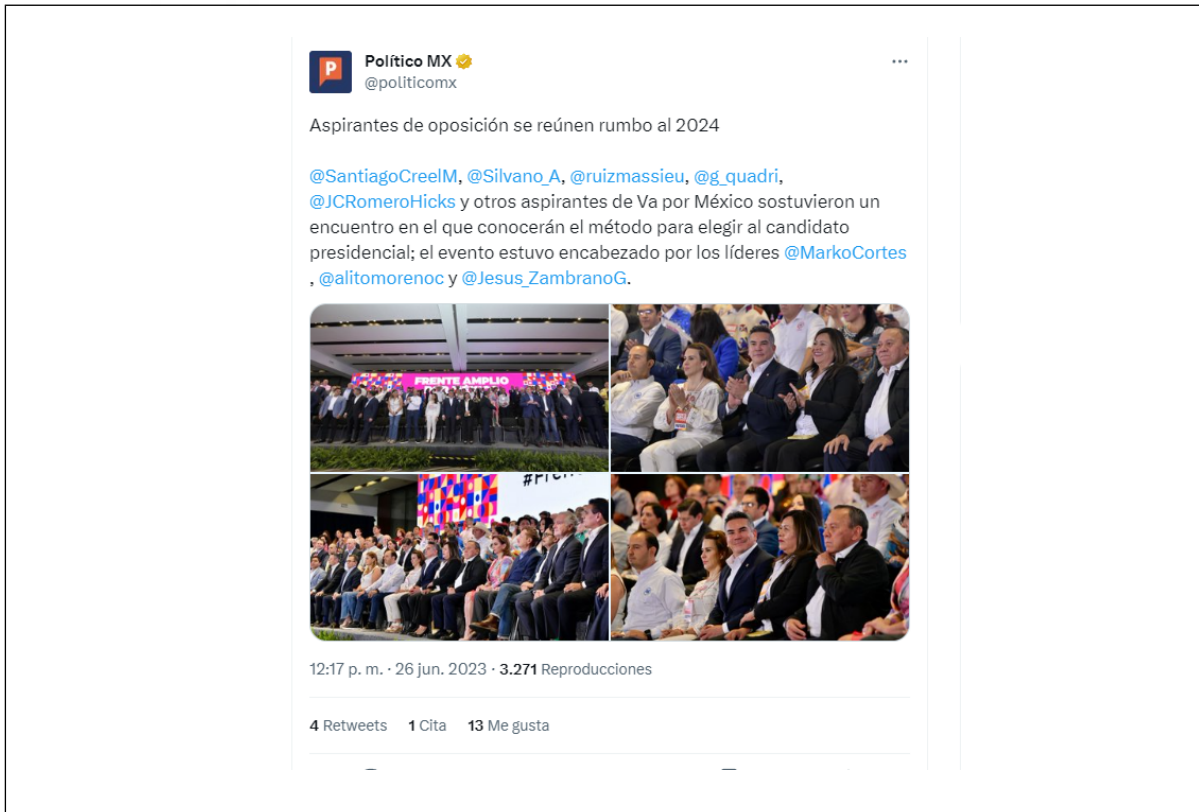 Político MX
@politicomx
Aspirantes de oposición se reúnen rumbo al 2024
@SantiagoCreelM, @Silvano_A, @ruizmassieu, @g_quadri,
@JCRomeroHicks y otros aspirantes de Va por México sostuvieron un
encuentro en el que conocerán el método para elegir al candidato
presidencial; el evento estuvo encabezado por los líderes @MarkoCortes
, @alitomorenoc y @Jesus_ZambranoG.
FRENTE AMPLIO
12:17 p. m. · 26 jun. 2023 · 3.271 Reproducciones
4 Retweets 1 Cita 13 Me gusta